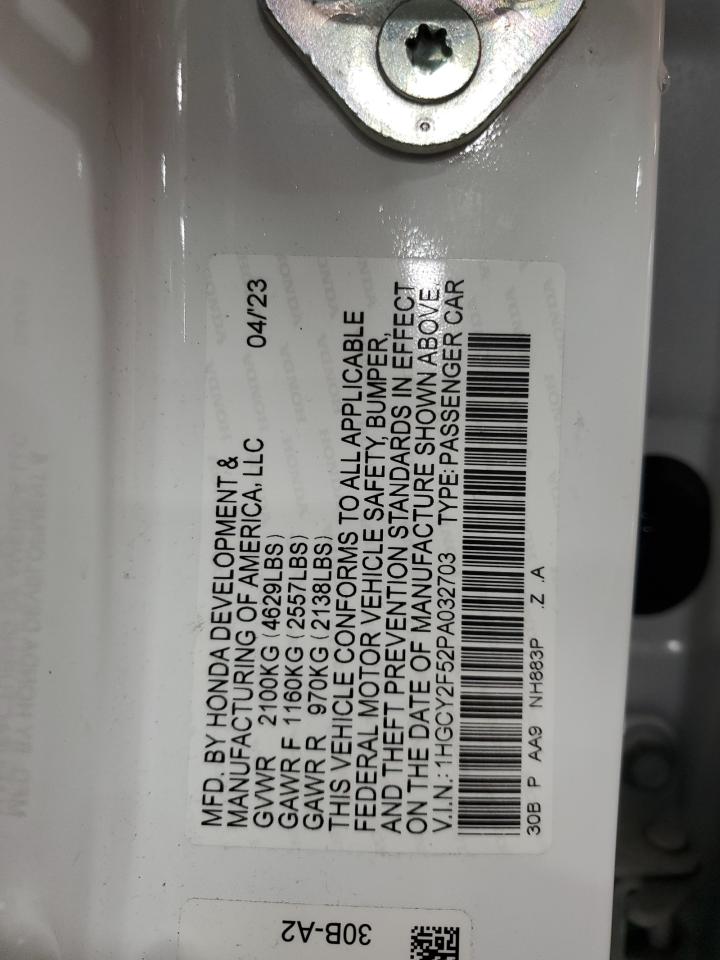 MFD. BY HONDA DEVELOPMENT &
MANUFACTURING OF AMERICA, LLC 04/'23
GVWR 2100KG (4629LBS)
GAWR F 1160KG (2557LBS)
GAWR R 970KG (2138LBS)
THIS VEHICLE CONFORMS TO ALL APPLICABLE
FEDERAL MOTOR VEHICLE SAFETY, BUMPER,
AND THEFT PREVENTION STANDARDS IN EFFECT
ON THE DATE OF MANUFACTURE SHOWN ABOVE.
V.I.N.: 1HGCY2F52PA032703 TYPE: PASSENGER CAR
30B P AA9 NH883P .Z .A
30B-A2